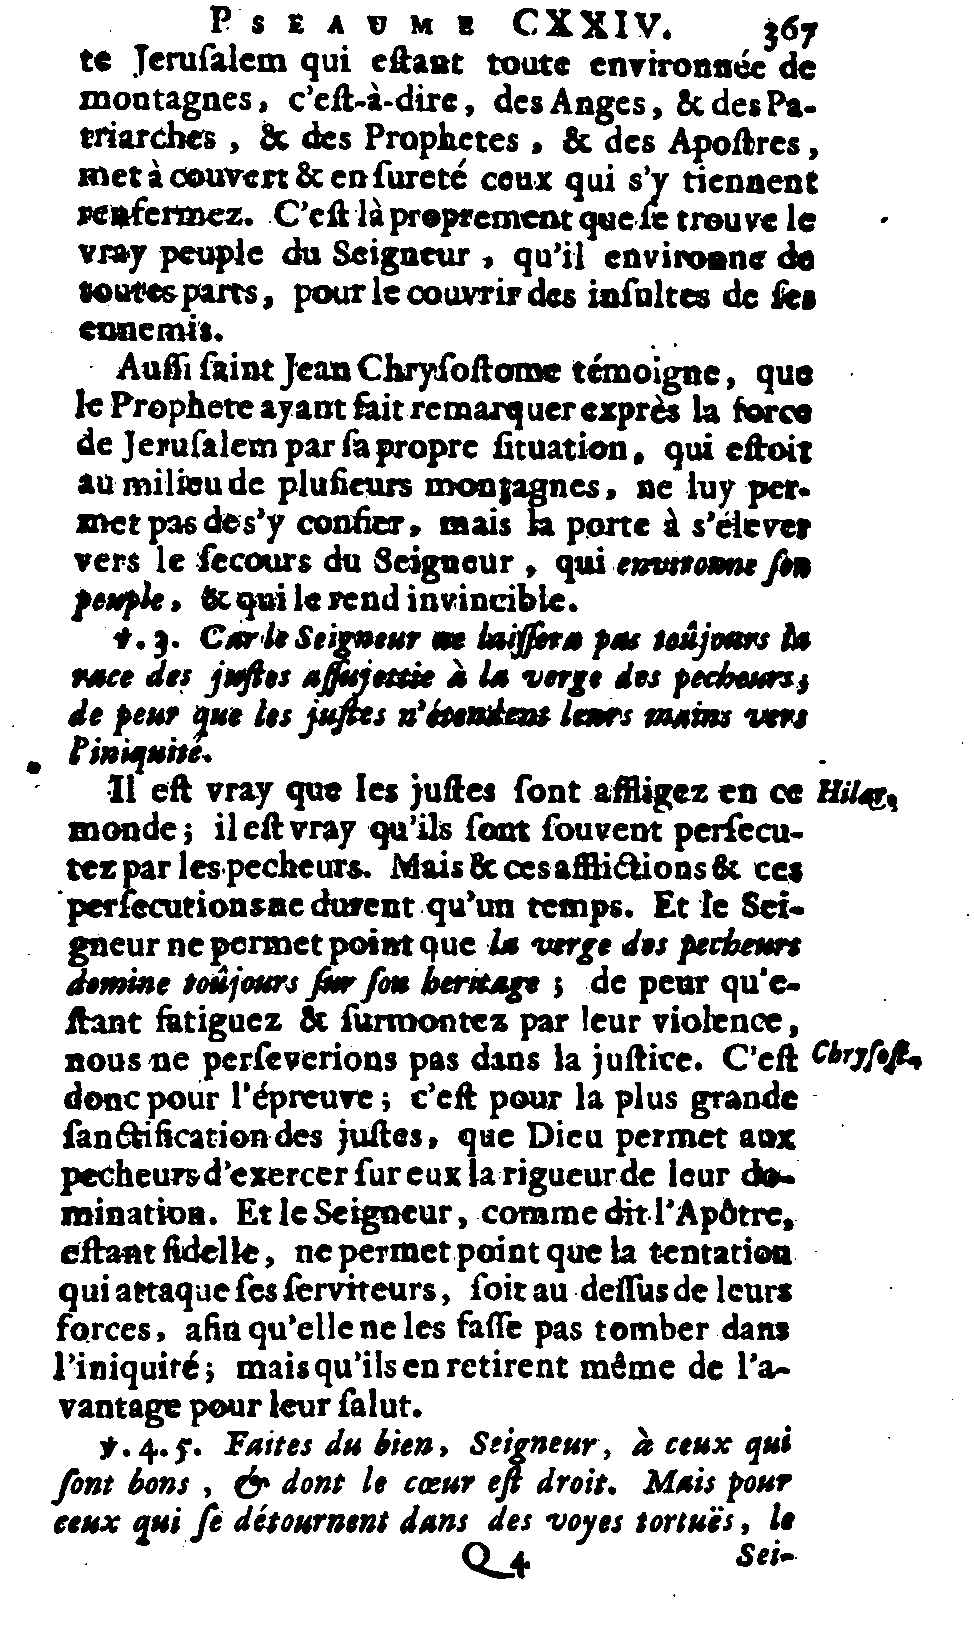 PSEAUME CXXIV. 367
te Jeruſalem qui eſtant toute environnée de
montagnes, c'eſt-à-dire, des Anges, & des Pa-
triarches, & des Prophetes, & des Apoſtres,
met à couvert & en ſureté ceux qui s'y tiennent
renfermez. C'eſt là proprement que ſe trouve le
vray peuple du Seigneur, qu'il environne de
toutes parts, pour le couvrir des inſultes de ſes
ennemis.
Auſſi ſaint Jean Chryſoſtome témoigne, que
le Prophete ayant fait remarquer exprès la force
de Jeruſalem par ſa propre ſituation, qui eſtoit
au milieu de pluſieurs montagnes, ne luy per-
met pas de s'y confier, mais la porte à s'élever
vers le ſecours du Seigneur, qui environne ſon
peuple, & qui le rend invincible.
℣. 3. Car le Seigneur ne laiſſera pas toûjours la
race des juſtes aſſujettie à la verge des pecheurs;
de peur que les juſtes n'étendent leurs mains vers
l'iniquité.
Il eſt vray que les juſtes ſont affligez en ce Hilar.
monde; il eſt vray qu'ils ſont ſouvent perſecu-
tez par les pecheurs. Mais & ces afflictions & ces
perſecutions ne durent qu'un temps. Et le Sei-
gneur ne permet point que la verge des pecheurs
domine toûjours ſur ſon heritage; de peur qu'e-
ſtant fatiguez & ſurmontez par leur violence,
nous ne perſeverions pas dans la juſtice. C'eſt Chryſoſt.
donc pour l'épreuve; c'eſt pour la plus grande
ſanctification des juſtes, que Dieu permet aux
pecheurs d'exercer ſur eux la rigueur de leur do-
mination. Et le Seigneur, comme dit l'Apôtre,
eſtant fidelle, ne permet point que la tentation
qui attaque ſes ſerviteurs, ſoit au deſſus de leurs
forces, afin qu'elle ne les faſſe pas tomber dans
l'iniquité; mais qu'ils en retirent même de l'a-
vantage pour leur ſalut.
℣. 4. 5. Faites du bien, Seigneur, à ceux qui
ſont bons, & dont le cœur eſt droit. Mais pour
ceux qui ſe détournent dans des voyes tortuës, le
Q 4 Sei-